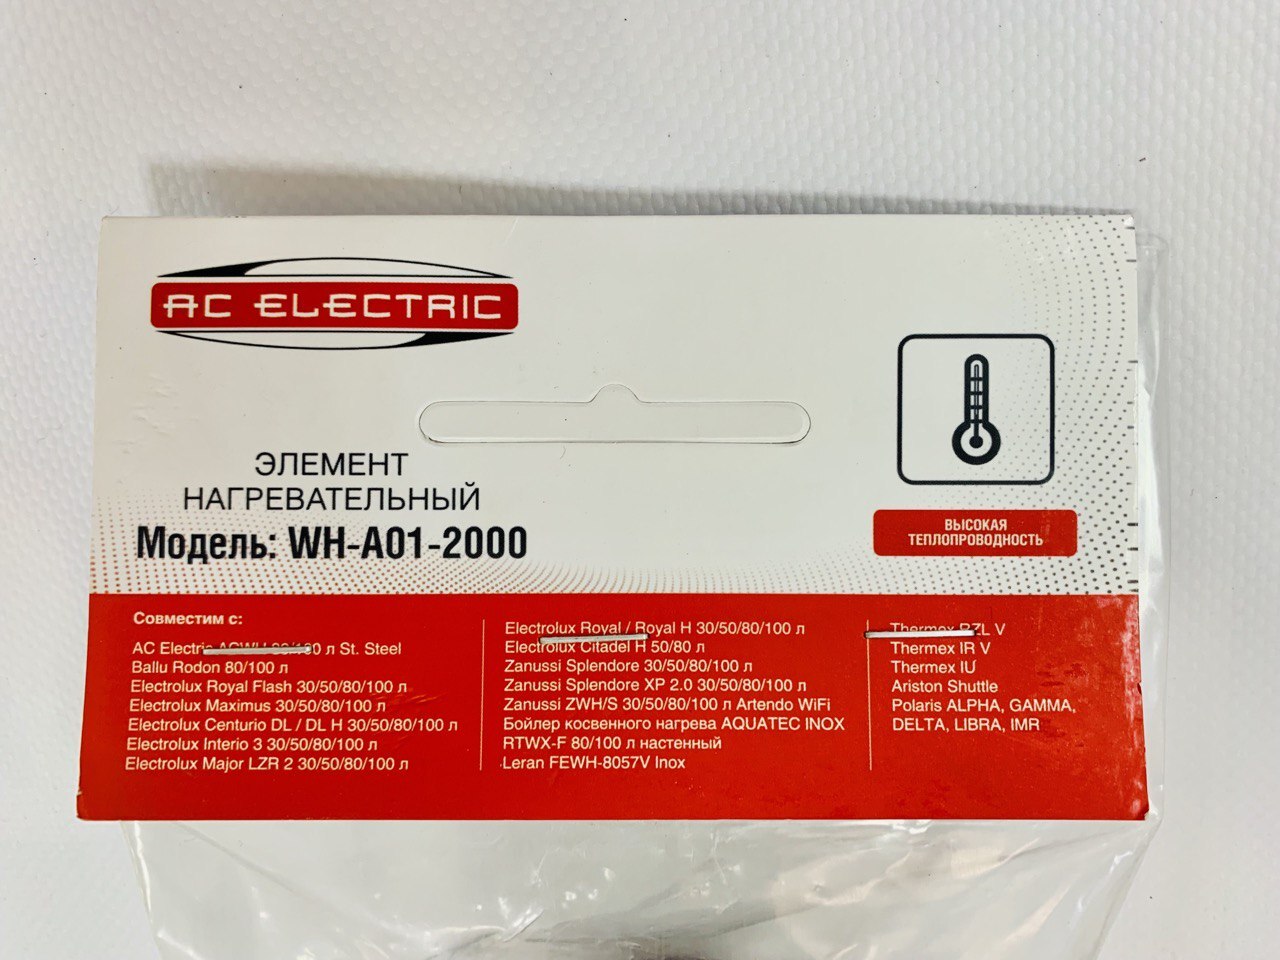 AC ELECTRIC
ЭЛЕМЕНТ
НАГРЕВАТЕЛЬНЫЙ
Модель: WH-A01-2000
ВЫСОКАЯ
ТЕПЛОПРОВОДНОСТЬ
Совместим с:
AC Electric л St. Steel
Ballu Rodon 80/100 л
Electrolux Royal Flash 30/50/80/100 л
Electrolux Maximus 30/50/80/100 л
Electrolux Centurio DL / DL H 30/50/80/100 л
Electrolux Interio 3 30/50/80/100 л
Electrolux Major LZR 2 30/50/80/100 л
Electrolux Royal / Royal H 30/50/80/100 л
Electrolux Citadel H 50/80 л
Zanussi Splendore 30/50/80/100 л
Zanussi Splendore XP 2.0 30/50/80/100 л
Zanussi ZWH/S 30/50/80/100 л Artendo WiFi
Бойлер косвенного нагрева AQUATEC INOX
RTWX-F 80/100 л настенный
Leran FEWH-8057V Inox
Thermex RZL V
Thermex IR V
Thermex IU
Ariston Shuttle
Polaris ALPHA, GAMMA,
DELTA, LIBRA, IMR